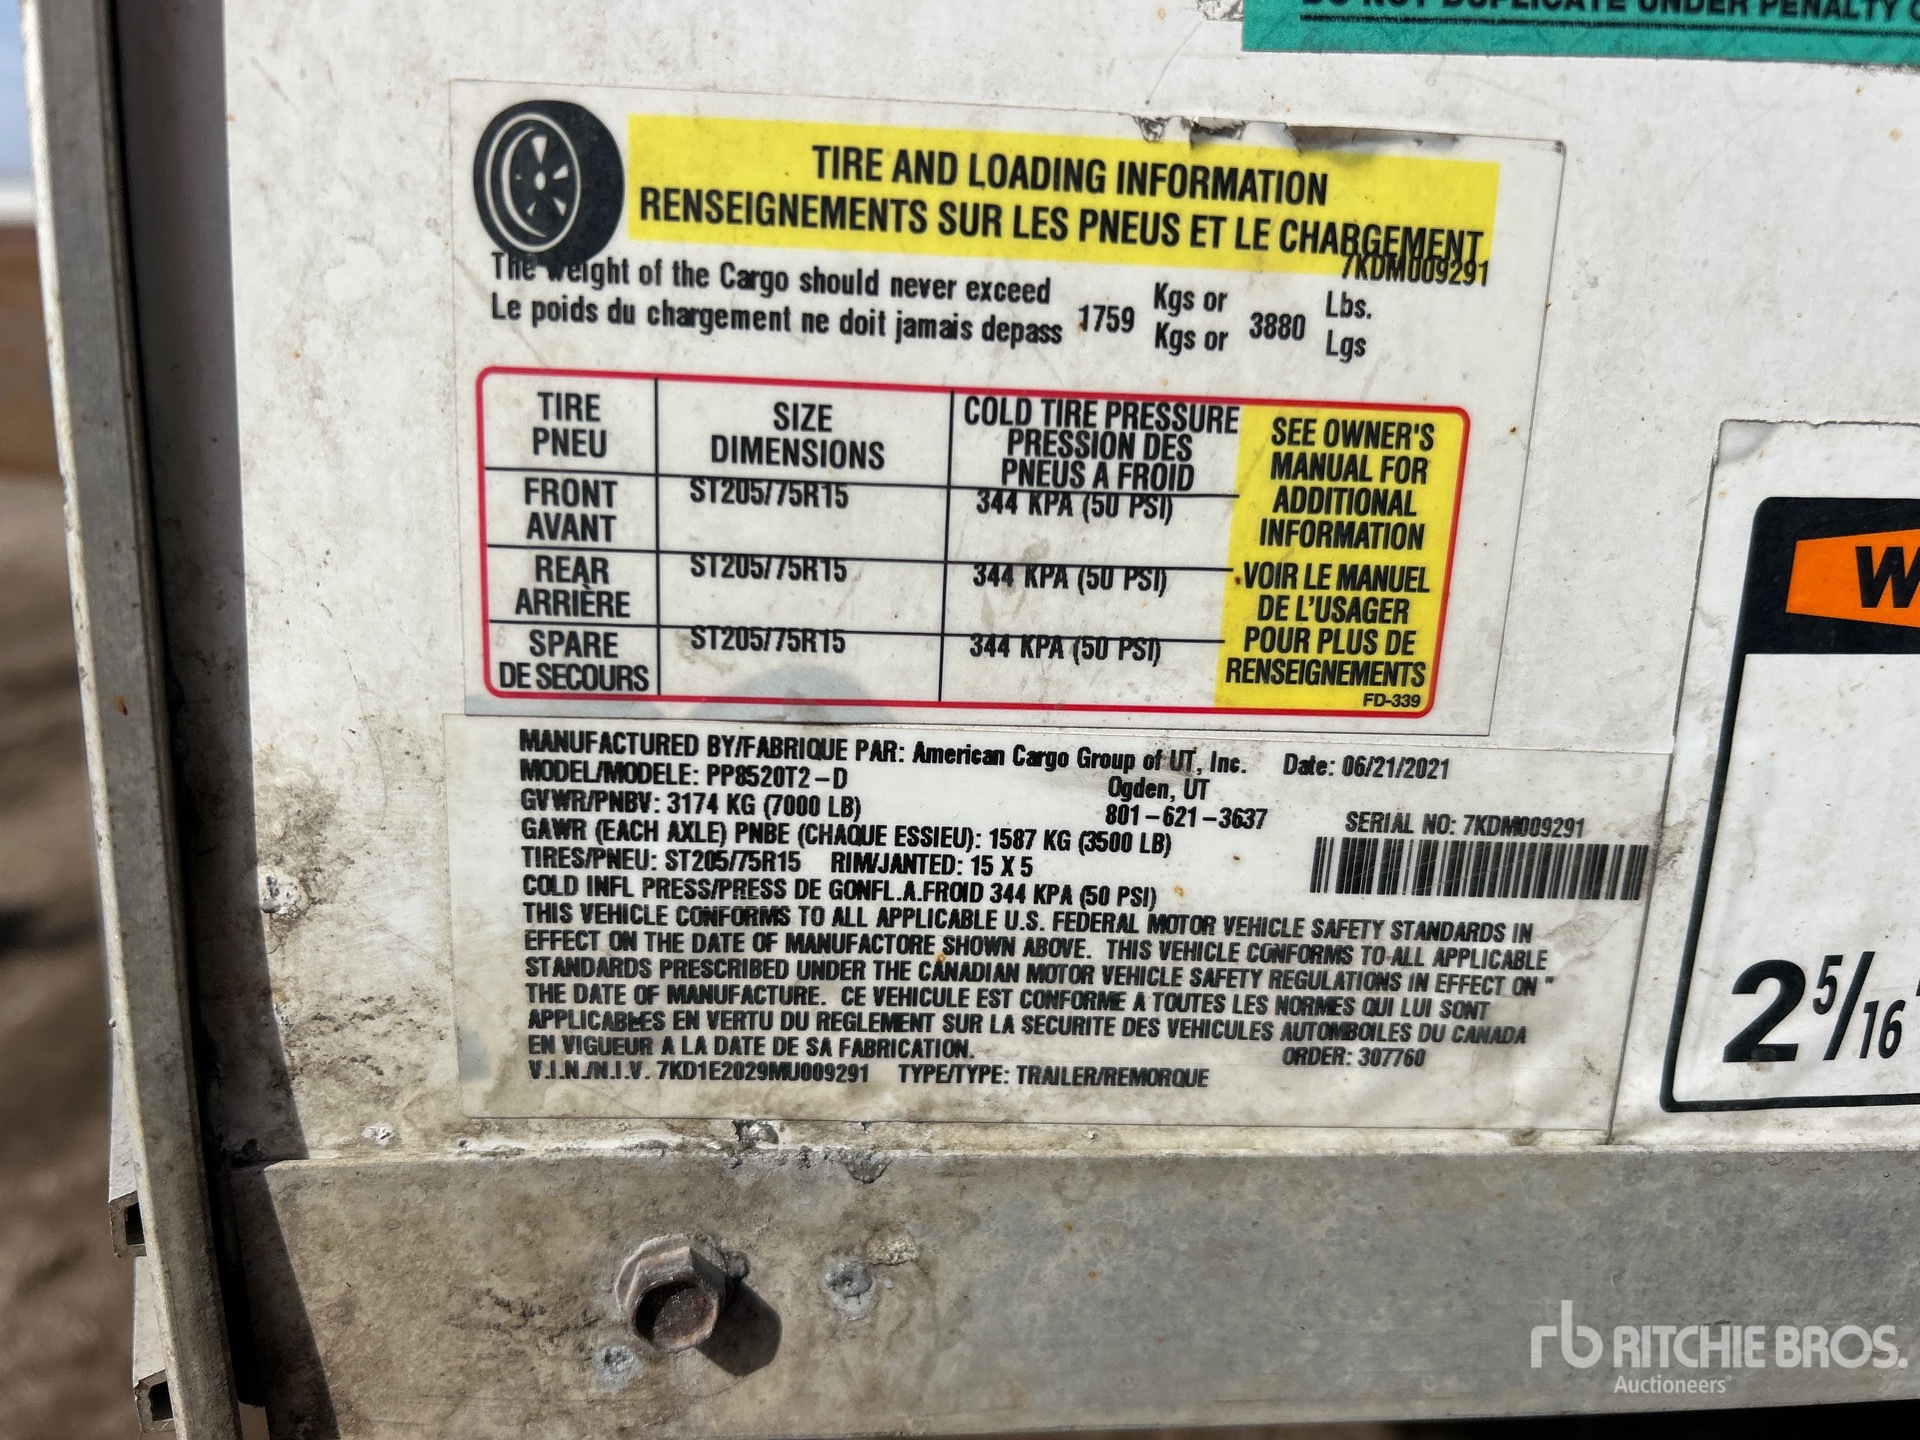 DO NOT DUPLICATE UNDER PENALTY
TIRE AND LOADING INFORMATION
RENSEIGNEMENTS SUR LES PNEUS ET LE CHARGEMENT
7KDM009291
The weight of the Cargo should never exceed 1759 Kgs or 3880 Lbs.
Le poids du chargement ne doit jamais depass Kgs or Lgs
TIRE PNEU
SIZE DIMENSIONS
COLD TIRE PRESSURE
PRESSION DES
PNEUS A FROID
FRONT AVANT ST205/75R15 344 KPA (50 PSI)
REAR ARRIÈRE ST205/75R15 344 KPA (50 PSI)
SPARE DE SECOURS ST205/75R15 344 KPA (50 PSI)
SEE OWNER'S
MANUAL FOR
ADDITIONAL
INFORMATION
VOIR LE MANUEL
DE L'USAGER
POUR PLUS DE
RENSEIGNEMENTS
FD-339
MANUFACTURED BY/FABRIQUE PAR: American Cargo Group of UT, Inc. Date: 06/21/2021
MODEL/MODELE: PP8520T2-D Ogden, UT
GVWR/PNBV: 3174 KG (7000 LB) 801-621-3637
SERIAL NO: 7KDM009291
GAWR (EACH AXLE) PNBE (CHAQUE ESSIEU): 1587 KG (3500 LB)
TIRES/PNEU: ST205/75R15 RIM/JANTED: 15 X 5
COLD INFL PRESS/PRESS DE GONFL.A.FROID 344 KPA (50 PSI)
THIS VEHICLE CONFORMS TO ALL APPLICABLE U.S. FEDERAL MOTOR VEHICLE SAFETY STANDARDS IN
EFFECT ON THE DATE OF MANUFACTORE SHOWN ABOVE. THIS VEHICLE CONFORMS TO ALL APPLICABLE
STANDARDS PRESCRIBED UNDER THE CANADIAN MOTOR VEHICLE SAFETY REGULATIONS IN EFFECT ON "
THE DATE OF MANUFACTURE. CE VEHICULE EST CONFORME A TOUTES LES NORMES QUI LUI SONT
APPLICABLES EN VERTU DU REGLEMENT SUR LA SECURITE DES VEHICULES AUTOMBOILES DU CANADA
EN VIGUEUR A LA DATE DE SA FABRICATION. ORDER: 307760
V.I.N./N.I.V. 7KD1E2029MU009291 TYPE/TYPE: TRAILER/REMORQUE
W
2 5/16"
rb RITCHIE BROS.
Auctioneers